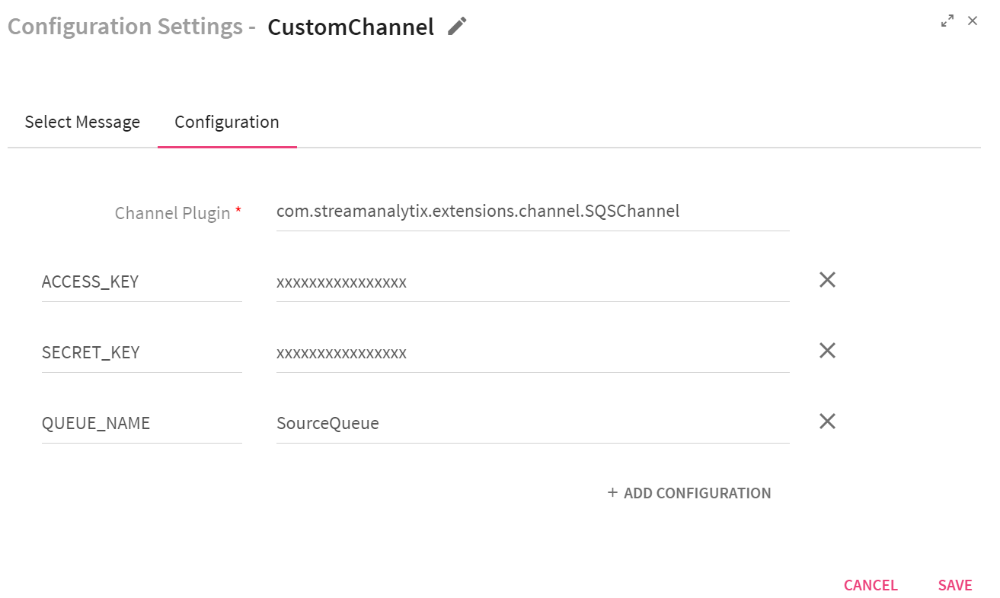 Configuration Settings - CustomChannel
Select Message Configuration
Channel Plugin * com.streamanalytix.extensions.channel.SQSChannel
ACCESS_KEY xxxxxxxxxxxxxxxx
SECRET_KEY xxxxxxxxxxxxxxxx
QUEUE_NAME SourceQueue
+ ADD CONFIGURATION
CANCEL SAVE